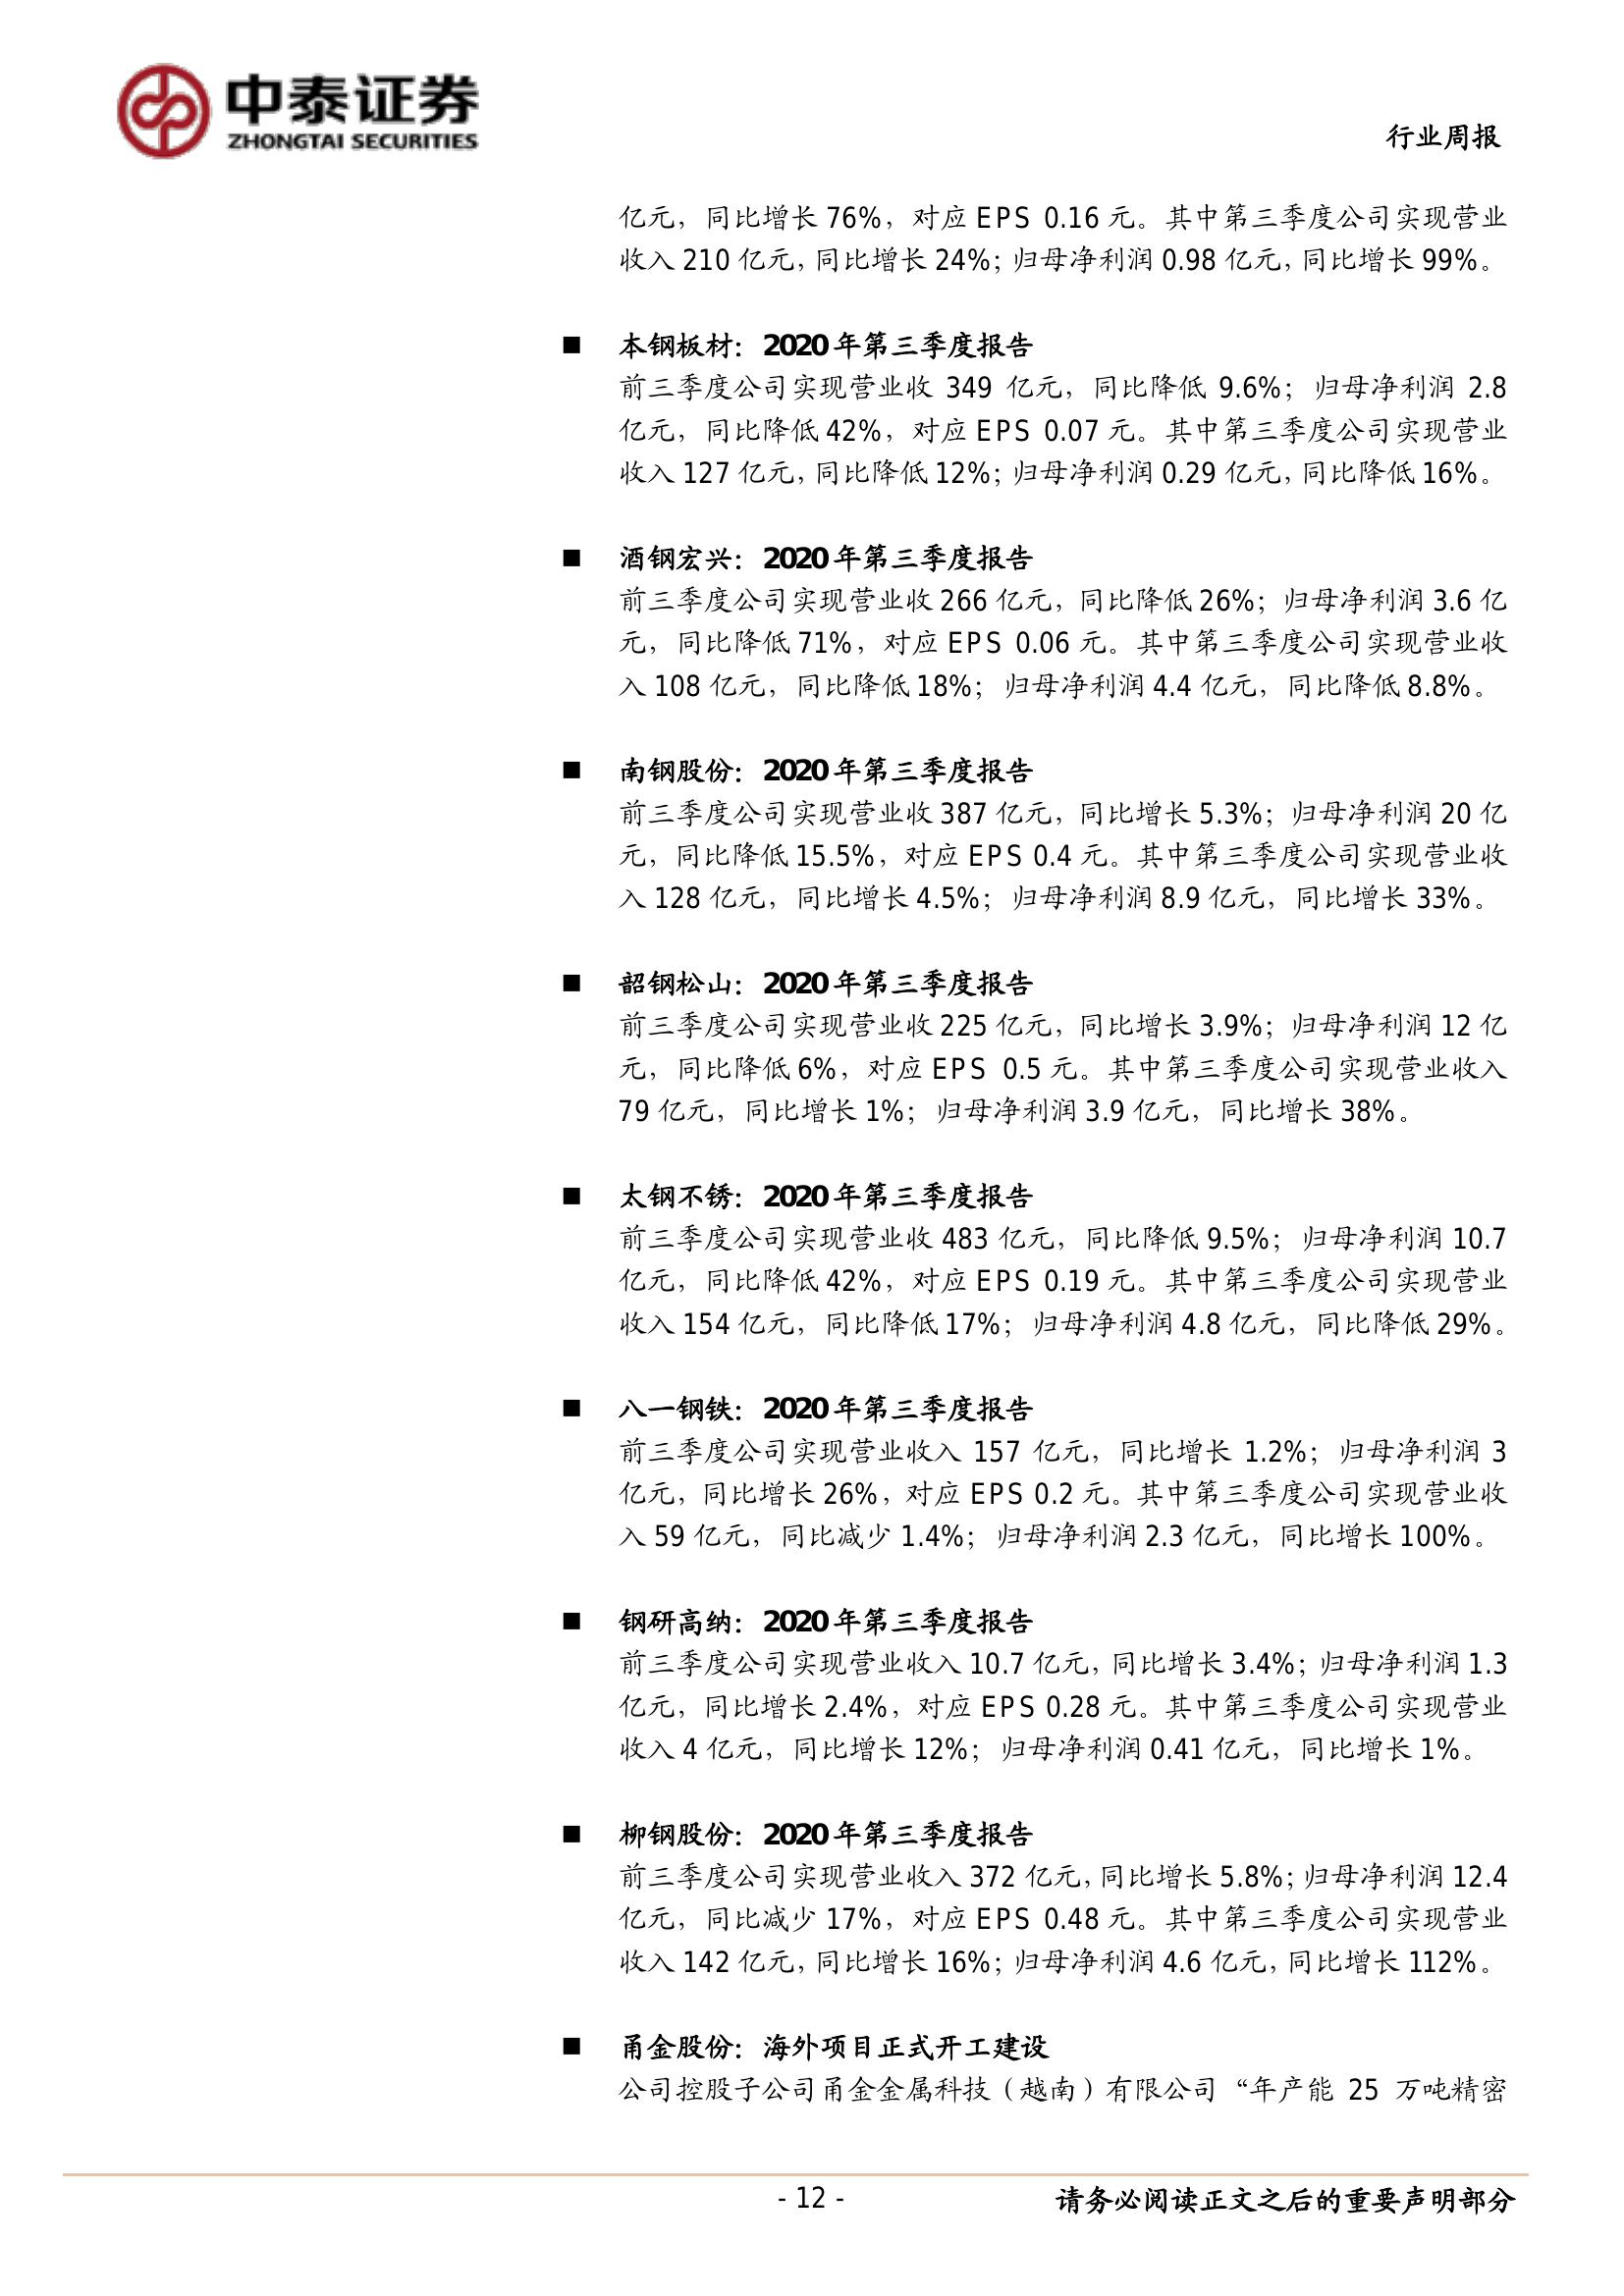 中泰证券
ZHONGTAI SECURITIES
行业周报
亿元，同比增长 76%，对应 EPS 0.16 元。其中第三季度公司实现营业
收入 210 亿元，同比增长 24%；归母净利润 0.98 亿元，同比增长 99%。
■ 本钢板材：2020 年第三季度报告
前三季度公司实现营业收 349 亿元，同比降低 9.6%；归母净利润 2.8
亿元，同比降低 42%，对应 EPS 0.07 元。其中第三季度公司实现营业
收入 127 亿元，同比降低 12%；归母净利润 0.29 亿元，同比降低 16%。
■ 酒钢宏兴：2020 年第三季度报告
前三季度公司实现营业收 266 亿元，同比降低 26%；归母净利润 3.6 亿
元，同比降低 71%，对应 EPS 0.06 元。其中第三季度公司实现营业收
入 108 亿元，同比降低 18%；归母净利润 4.4 亿元，同比降低 8.8%。
■ 南钢股份：2020 年第三季度报告
前三季度公司实现营业收 387 亿元，同比增长 5.3%；归母净利润 20 亿
元，同比降低 15.5%，对应 EPS 0.4 元。其中第三季度公司实现营业收
入 128 亿元，同比增长 4.5%；归母净利润 8.9 亿元，同比增长 33%。
■ 韶钢松山：2020 年第三季度报告
前三季度公司实现营业收 225 亿元，同比增长 3.9%；归母净利润 12 亿
元，同比降低 6%，对应 EPS 0.5 元。其中第三季度公司实现营业收入
79 亿元，同比增长 1%；归母净利润 3.9 亿元，同比增长 38%。
■ 太钢不锈：2020 年第三季度报告
前三季度公司实现营业收 483 亿元，同比降低 9.5%；归母净利润 10.7
亿元，同比降低 42%，对应 EPS 0.19 元。其中第三季度公司实现营业
收入 154 亿元，同比降低 17%；归母净利润 4.8 亿元，同比降低 29%。
■ 八一钢铁：2020 年第三季度报告
前三季度公司实现营业收入 157 亿元，同比增长 1.2%；归母净利润 3
亿元，同比增长 26%，对应 EPS 0.2 元。其中第三季度公司实现营业收
入 59 亿元，同比减少 1.4%；归母净利润 2.3 亿元，同比增长 100%。
■ 钢研高纳：2020 年第三季度报告
前三季度公司实现营业收入 10.7 亿元，同比增长 3.4%；归母净利润 1.3
亿元，同比增长 2.4%，对应 EPS 0.28 元。其中第三季度公司实现营业
收入 4 亿元，同比增长 12%；归母净利润 0.41 亿元，同比增长 1%。
■ 柳钢股份：2020 年第三季度报告
前三季度公司实现营业收入 372 亿元，同比增长 5.8%；归母净利润 12.4
亿元，同比减少 17%，对应 EPS 0.48 元。其中第三季度公司实现营业
收入 142 亿元，同比增长 16%；归母净利润 4.6 亿元，同比增长 112%。
■ 甬金股份：海外项目正式开工建设
公司控股子公司甬金金属科技（越南）有限公司“年产能 25 万吨精密
- 12 -
请务必阅读正文之后的重要声明部分